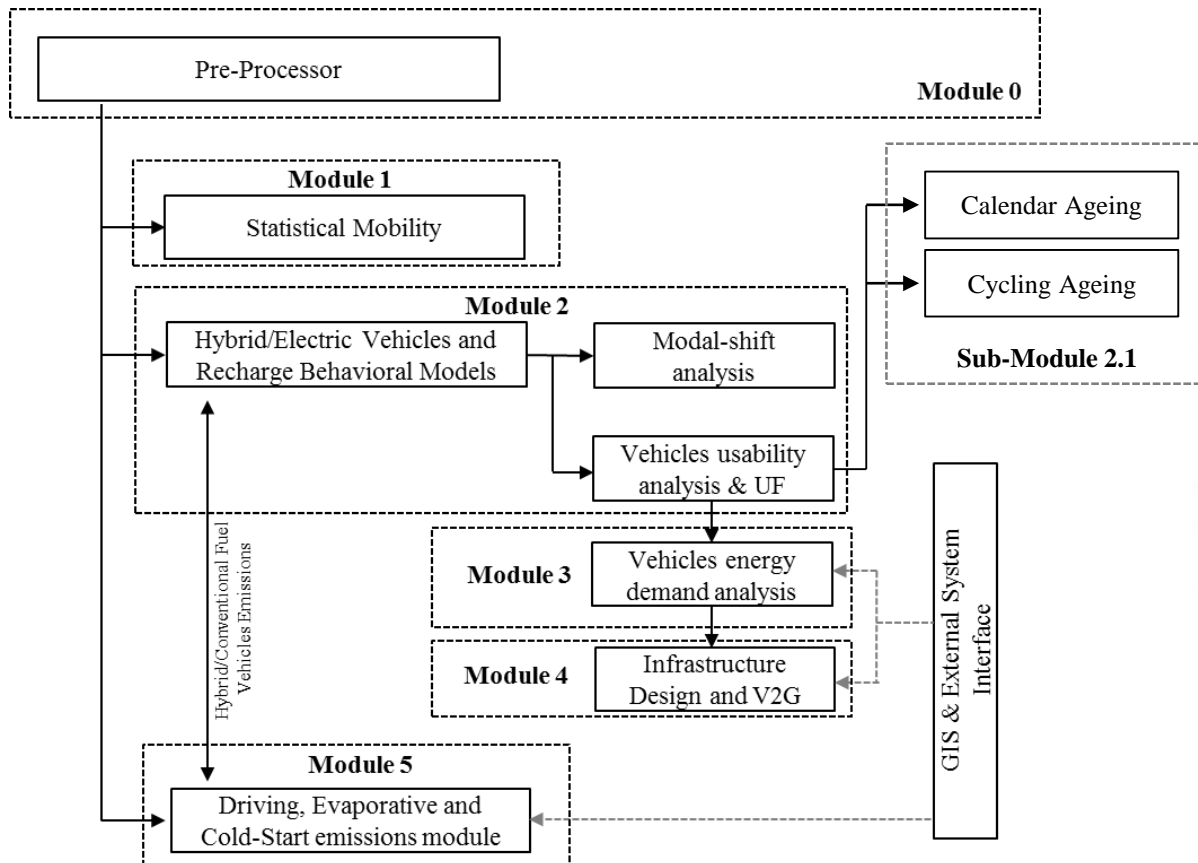 Pre-Processor
Module 0
Module 1
Statistical Mobility
Calendar Ageing
Cycling Ageing
Sub-Module 2.1
Module 2
Hybrid/Electric Vehicles and
Recharge Behavioral Models
Modal-shift
analysis
Vehicles usability
analysis & UF
Module 3
Vehicles energy
demand analysis
Module 4
Infrastructure
Design and V2G
Hybrid/Conventional Fuel
Vehicles Emissions
GIS & External System
Interface
Module 5
Driving, Evaporative and
Cold-Start emissions module